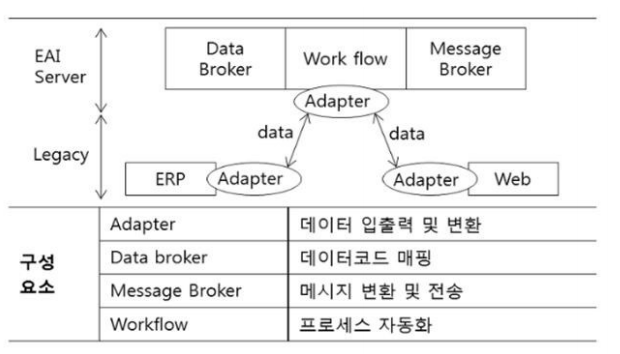 EAI
Server
Data
Broker
Work flow
Message
Broker
Adapter
data
data
Legacy
ERP
Adapter
Adapter
Web
구성
요소
Adapter
데이터 입출력 및 변환
Data broker
데이터코드 매핑
Message Broker
메시지 변환 및 전송
Workflow
프로세스 자동화